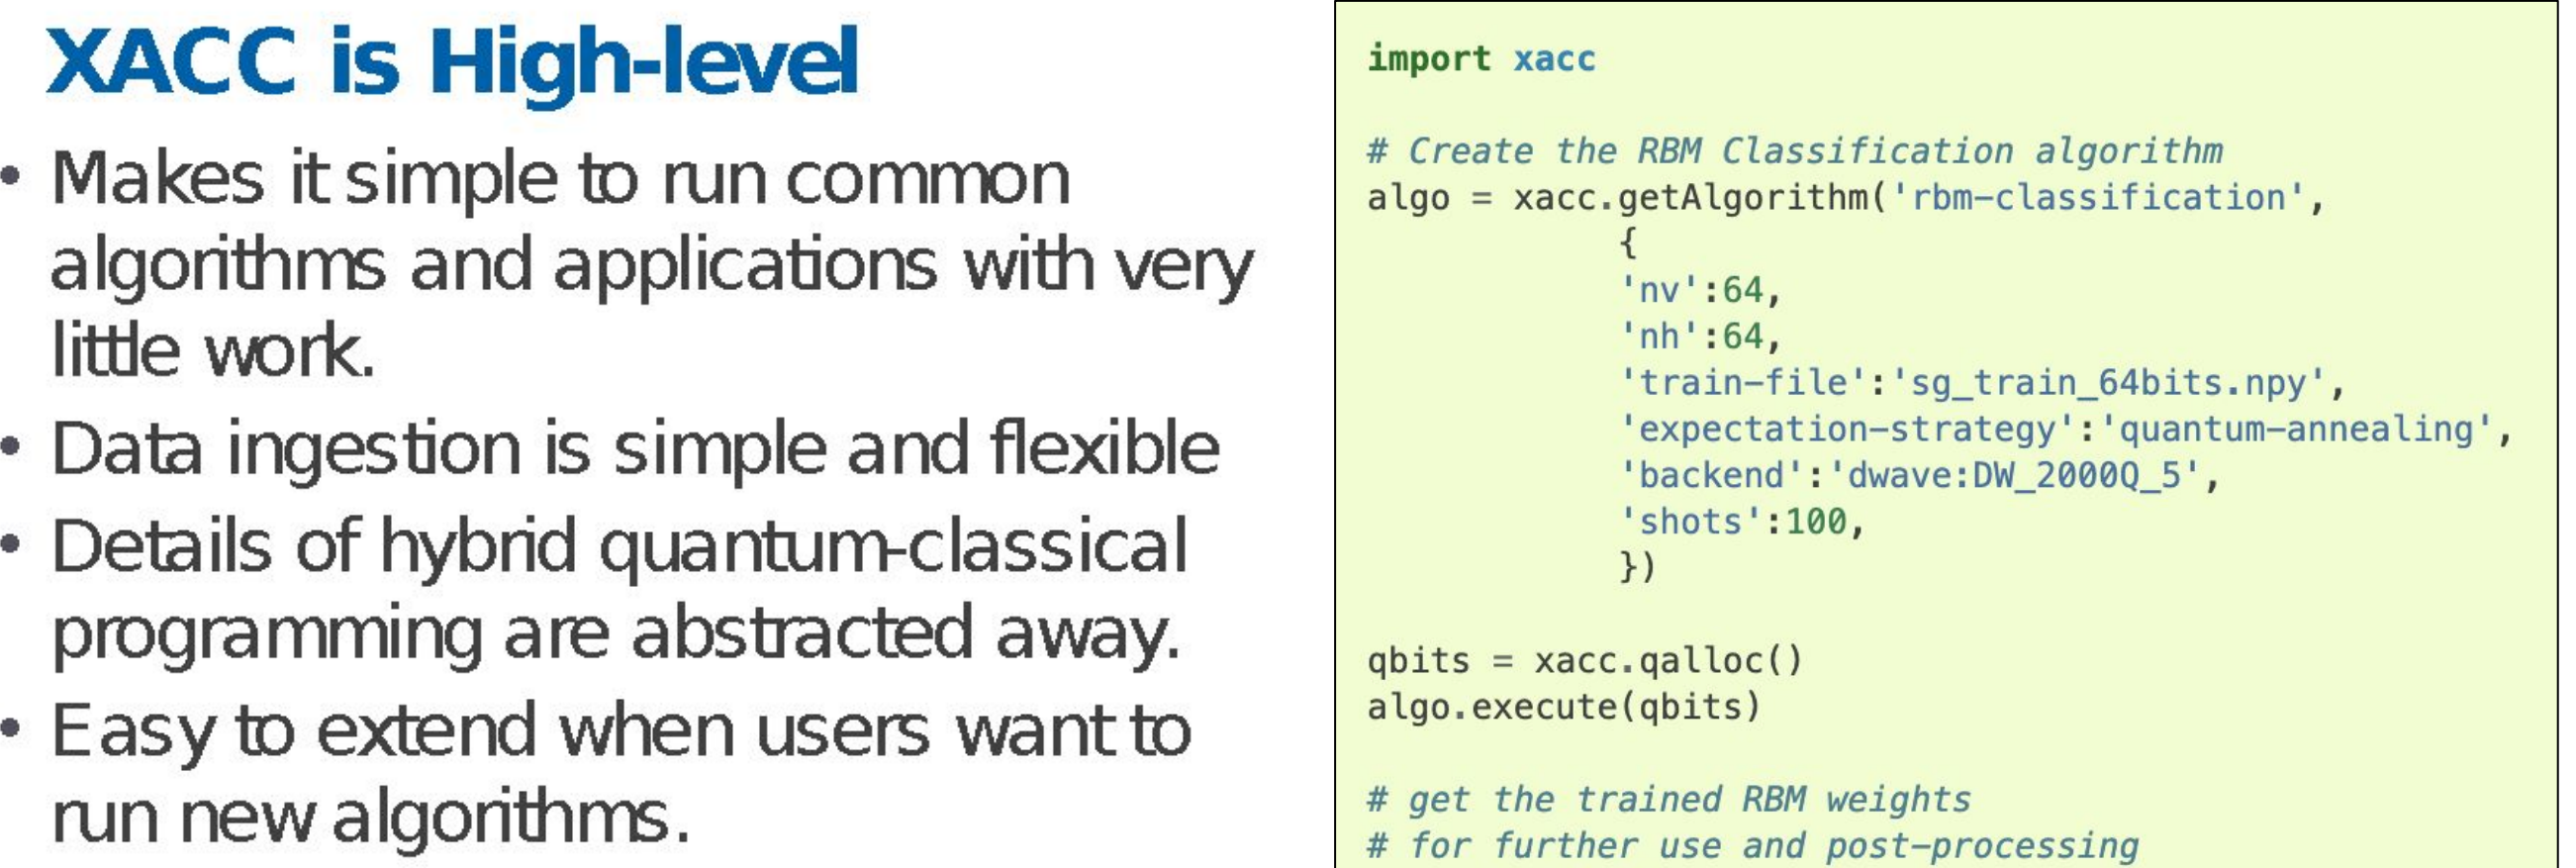 XACC is High-level
• Makes it simple to run common
algorithms and applications with very
little work.
• Data ingestion is simple and flexible
• Details of hybrid quantum-classical
programming are abstracted away.
• Easy to extend when users want to
run new algorithms.
import xacc
# Create the RBM Classification algorithm
algo = xacc.getAlgorithm('rbm-classification',
{
'nv':64,
'nh':64,
'train-file':'sg_train_64bits.npy',
'expectation-strategy':'quantum-annealing',
'backend':'dwave:DW_2000Q_5',
'shots':100,
})
qbits = xacc.qalloc()
algo.execute(qbits)
# get the trained RBM weights
# for further use and post-processing